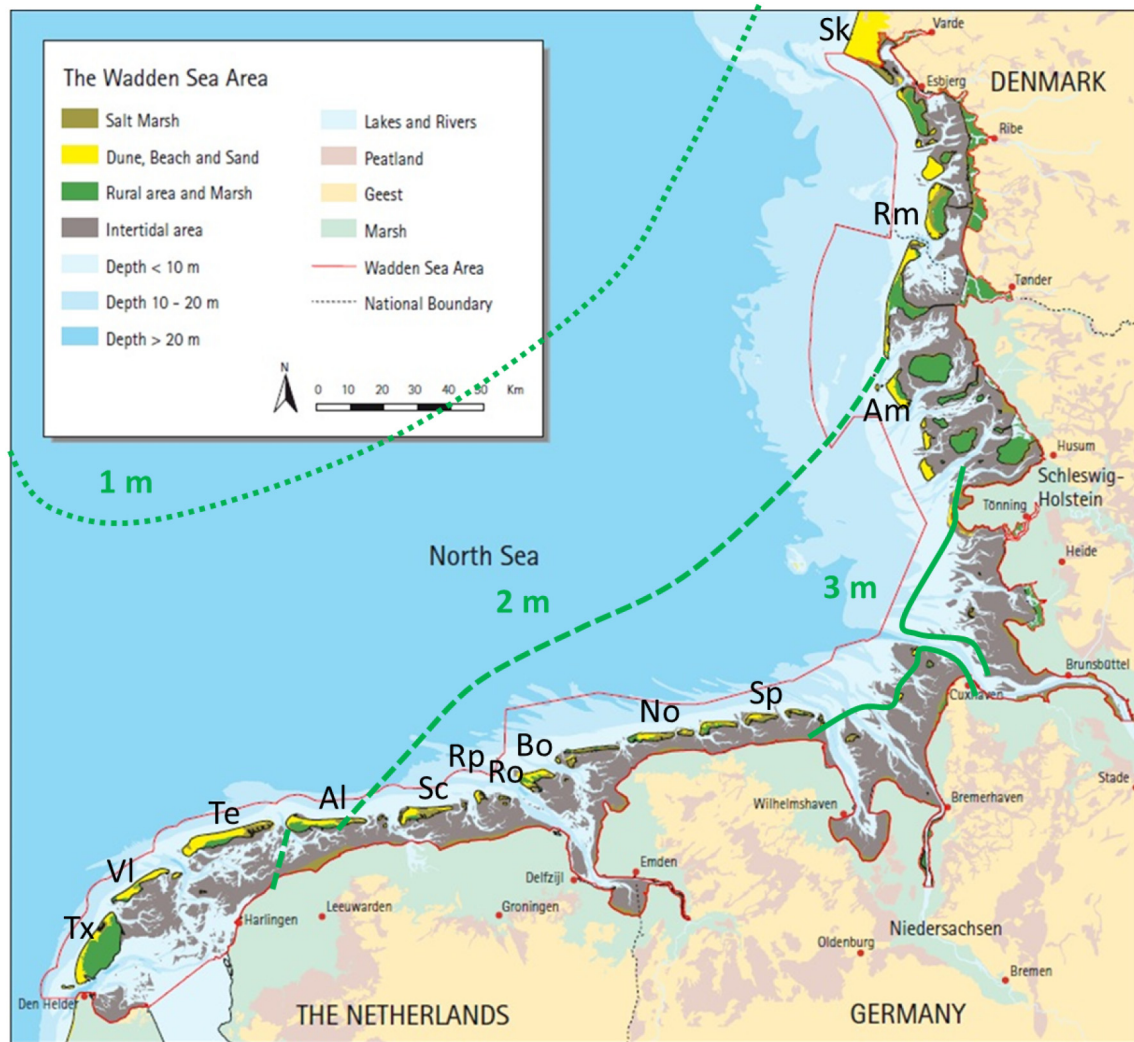 The Wadden Sea Area
Salt Marsh
Dune, Beach and Sand
Rural area and Marsh
Intertidal area
Depth < 10 m
Depth 10 - 20 m
Depth > 20 m
Lakes and Rivers
Peatland
Geest
Marsh
Wadden Sea Area
National Boundary
N
0 10 20 30 40 50 Km
Sk
Varde
Esbjerg
DENMARK
Ribe
Rm
Tønder
Am
1 m
Husum
Schleswig-
Holstein
Tönning
North Sea
Heide
2 m
3 m
Brunsbüttel
Cuxhaven
Sp
No
Bo
Rp
Ro
Sc
Al
Te
Stade
Wilhelmshaven
Bremerhaven
Vl
Emden
Delfzijl
Tx
Harlingen
Leeuwarden
Groningen
Niedersachsen
Oldenburg
Bremen
Den Helder
THE NETHERLANDS
GERMANY